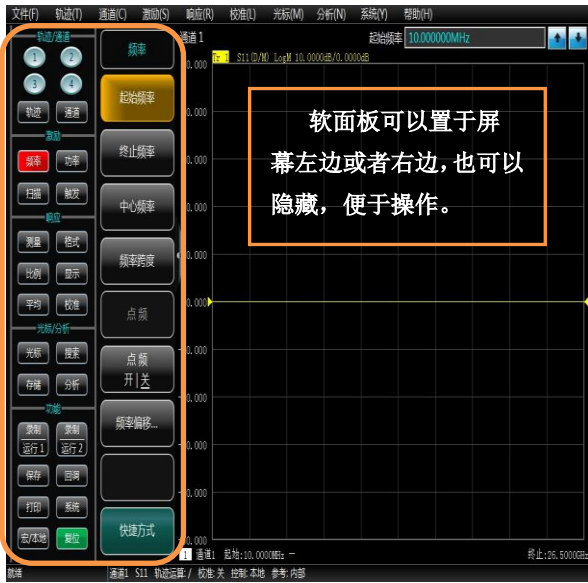 文件(F) 轨迹(T) 通道(C) 激励(S) 响应(R) 校准(L) 光标(M) 分析(N) 系统(Y) 帮助(H)
轨迹/通道
1 2
3 4
轨迹 通道
激励
频率 功率
扫描 触发
响应
测量 格式
比例 显示
平均 校准
光标/分析
光标 搜索
存储 分析
功能
录制 录制
运行1 运行2
保存 回调
打印 系统
宏/本地 复位
频率
起始频率
终止频率
中心频率
频率跨度
点频
点频
开|关
频率偏移...
快捷方式
通道1 起始频率 10.000000MHz
Tr 1 S11(D/M) LogM 10.0000dB/0.0000dB
软面板可以置于屏
幕左边或者右边，也可以
隐藏，便于操作。
1 通道1 起始:10.0000MHz — 终止:26.5000GHz
就绪 通道1 S11 轨迹运算:/ 校准:关 控制:本地 参考:内部